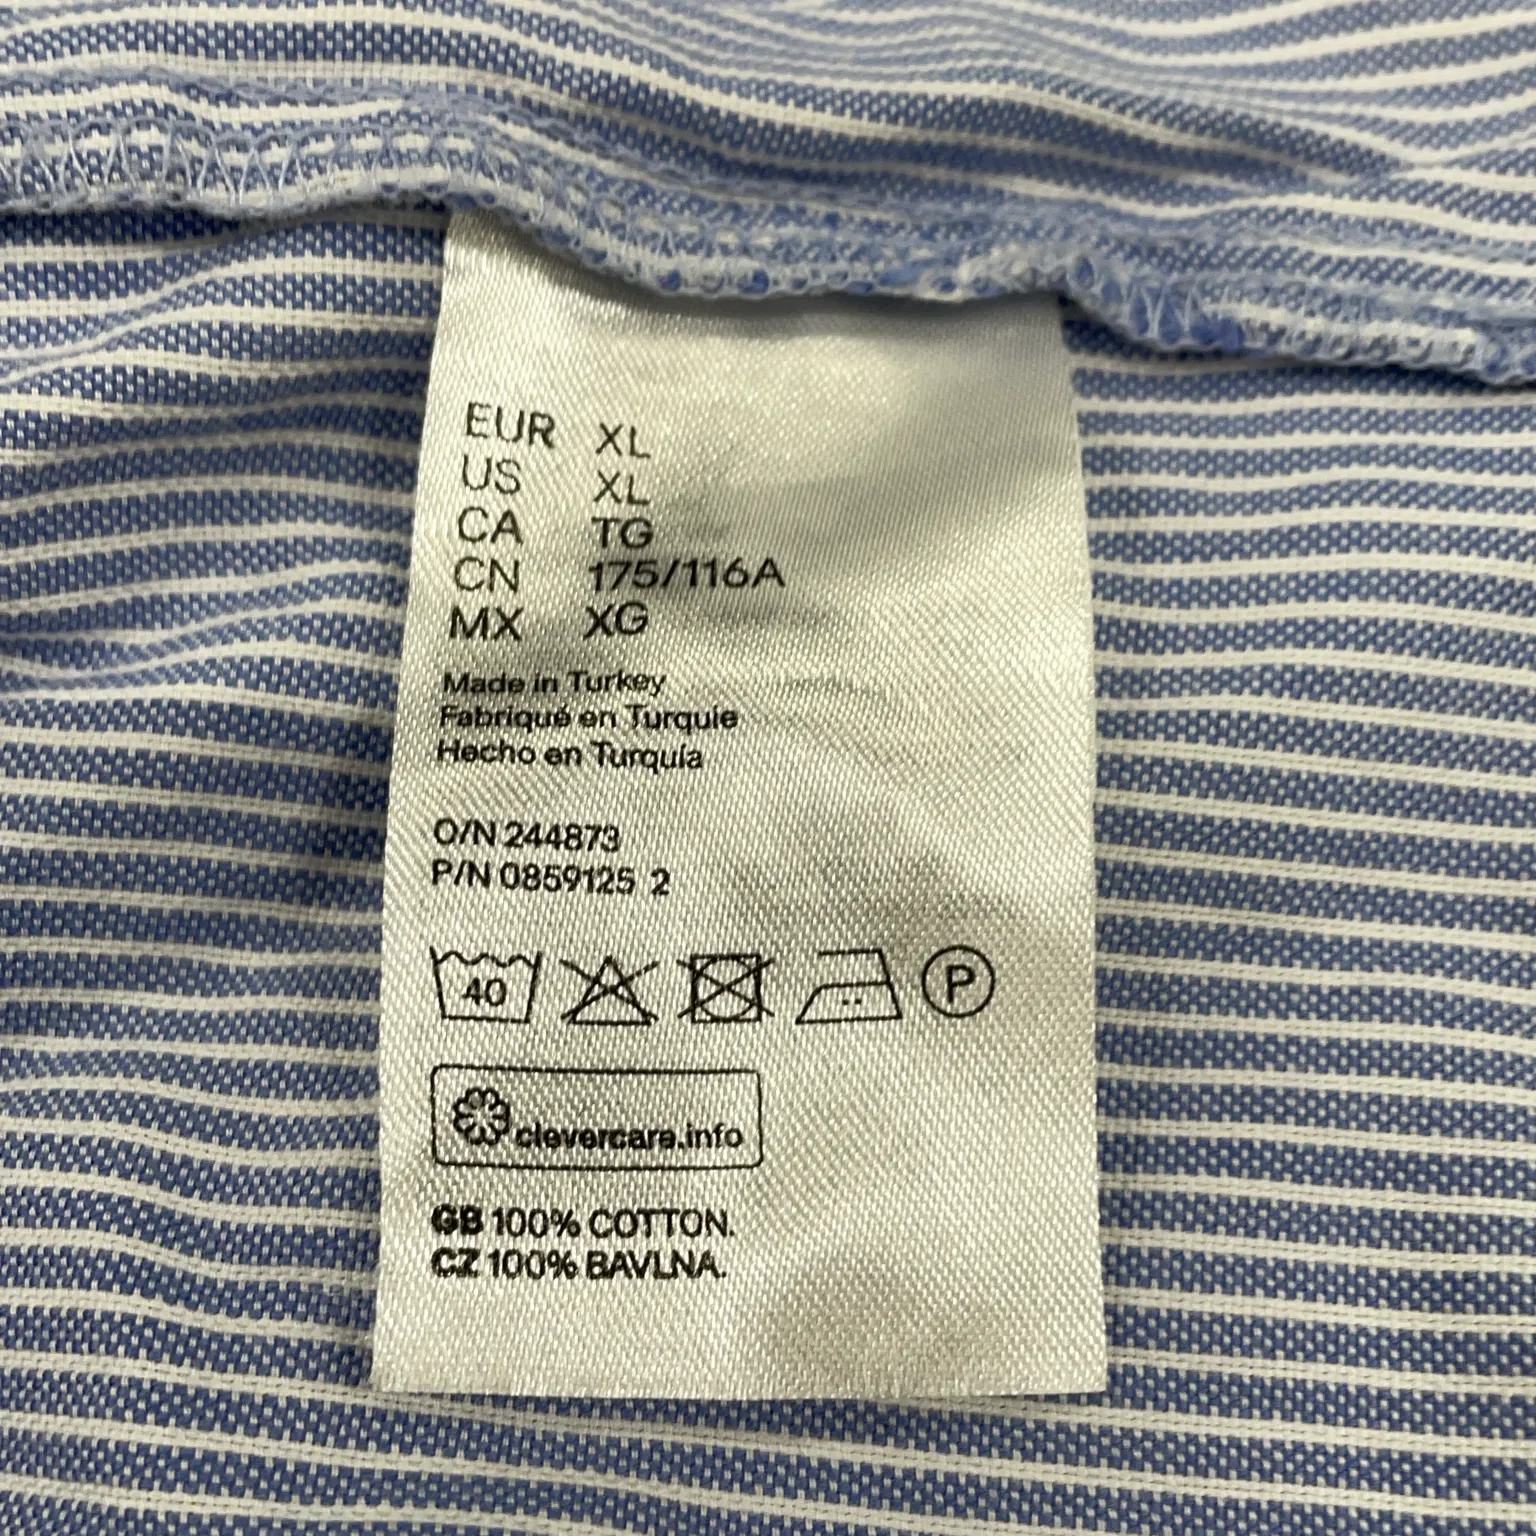 EUR XL
US XL
CA TG
CN 175/116A
MX XG
Made in Turkey
Fabriqué en Turquie
Hecho en Turquía
O/N 244873
P/N 0859125 2
40 P
clevercare.info
GB 100% COTTON.
CZ 100% BAVLNA.